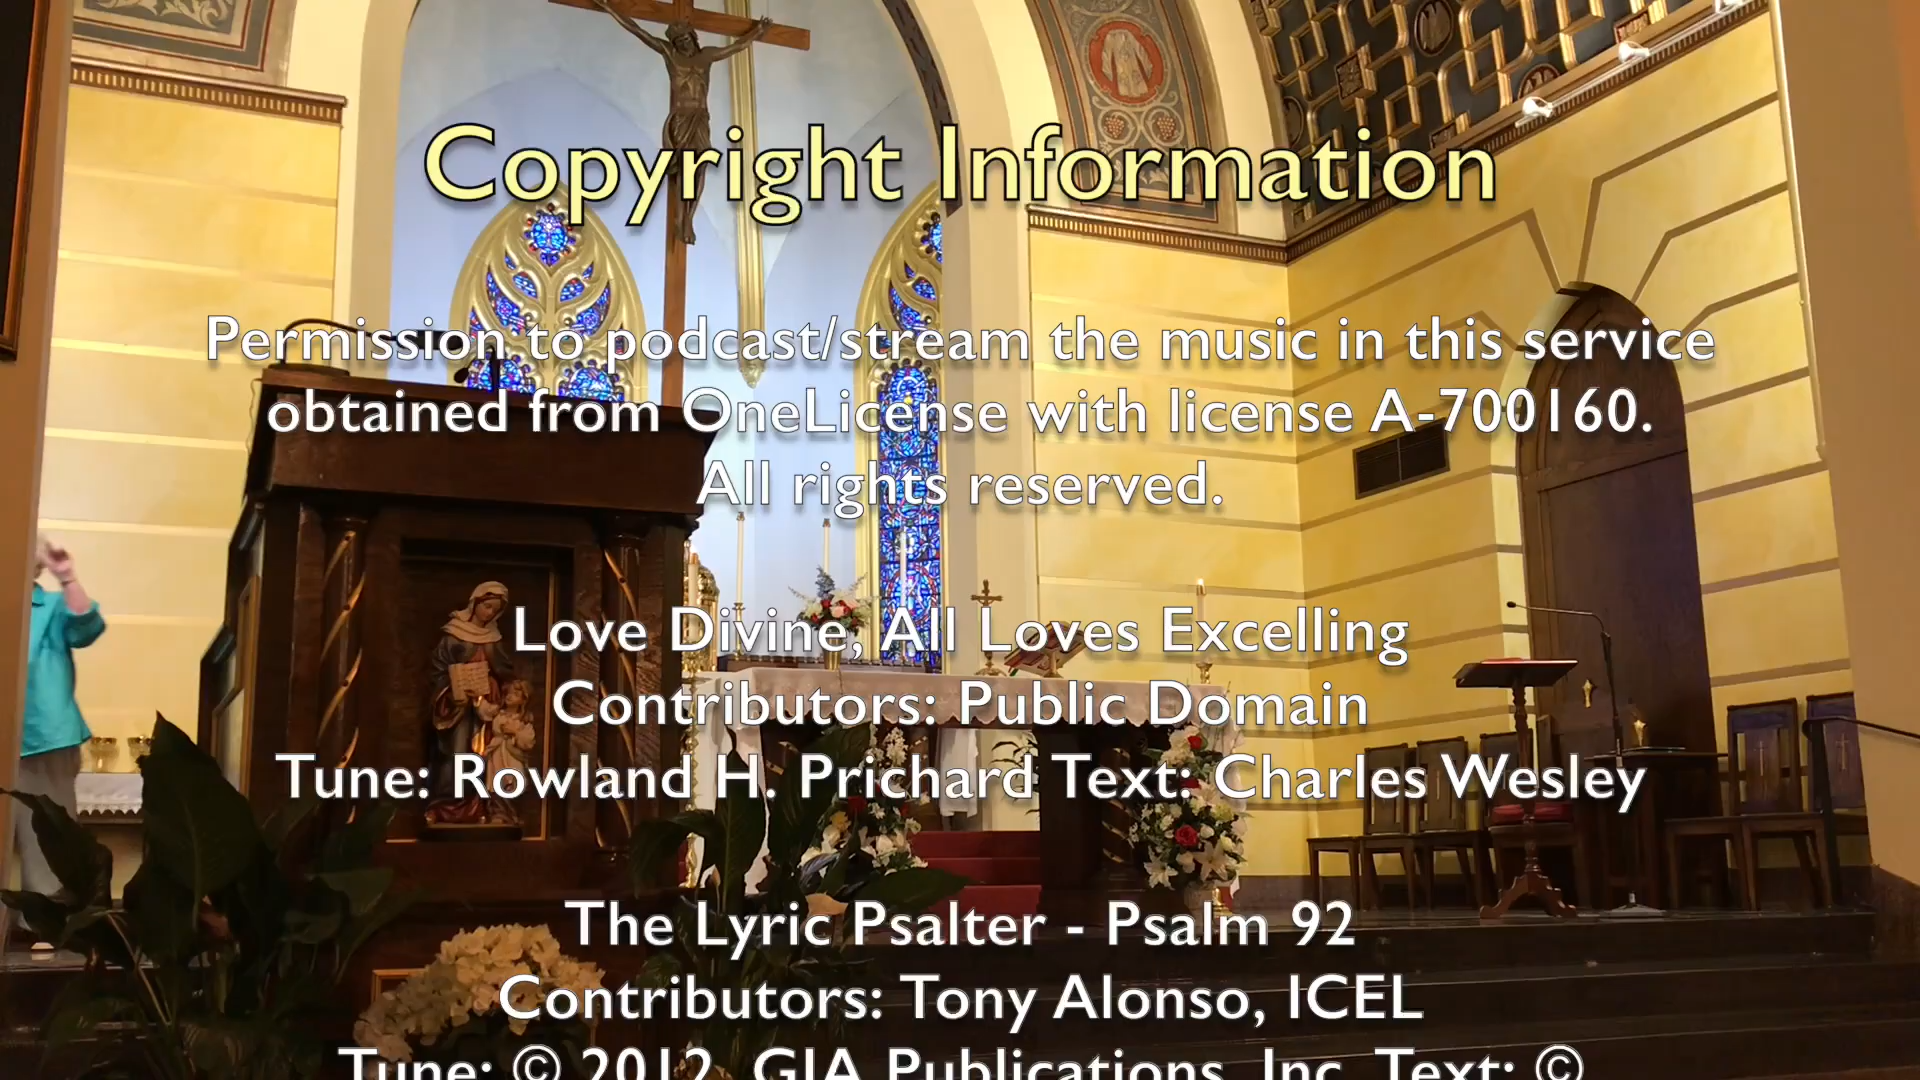 Copyright Information
Permission to podcast/stream the music in this service
obtained from OneLicense with license A-700160.
All rights reserved.
Love Divine, All Loves Excelling
Contributors: Public Domain
Tune: Rowland H. Prichard Text: Charles Wesley
The Lyric Psalter - Psalm 92
Contributors: Tony Alonso, ICEL
Tune: © 2012, GIA Publications, Inc. Text: ©